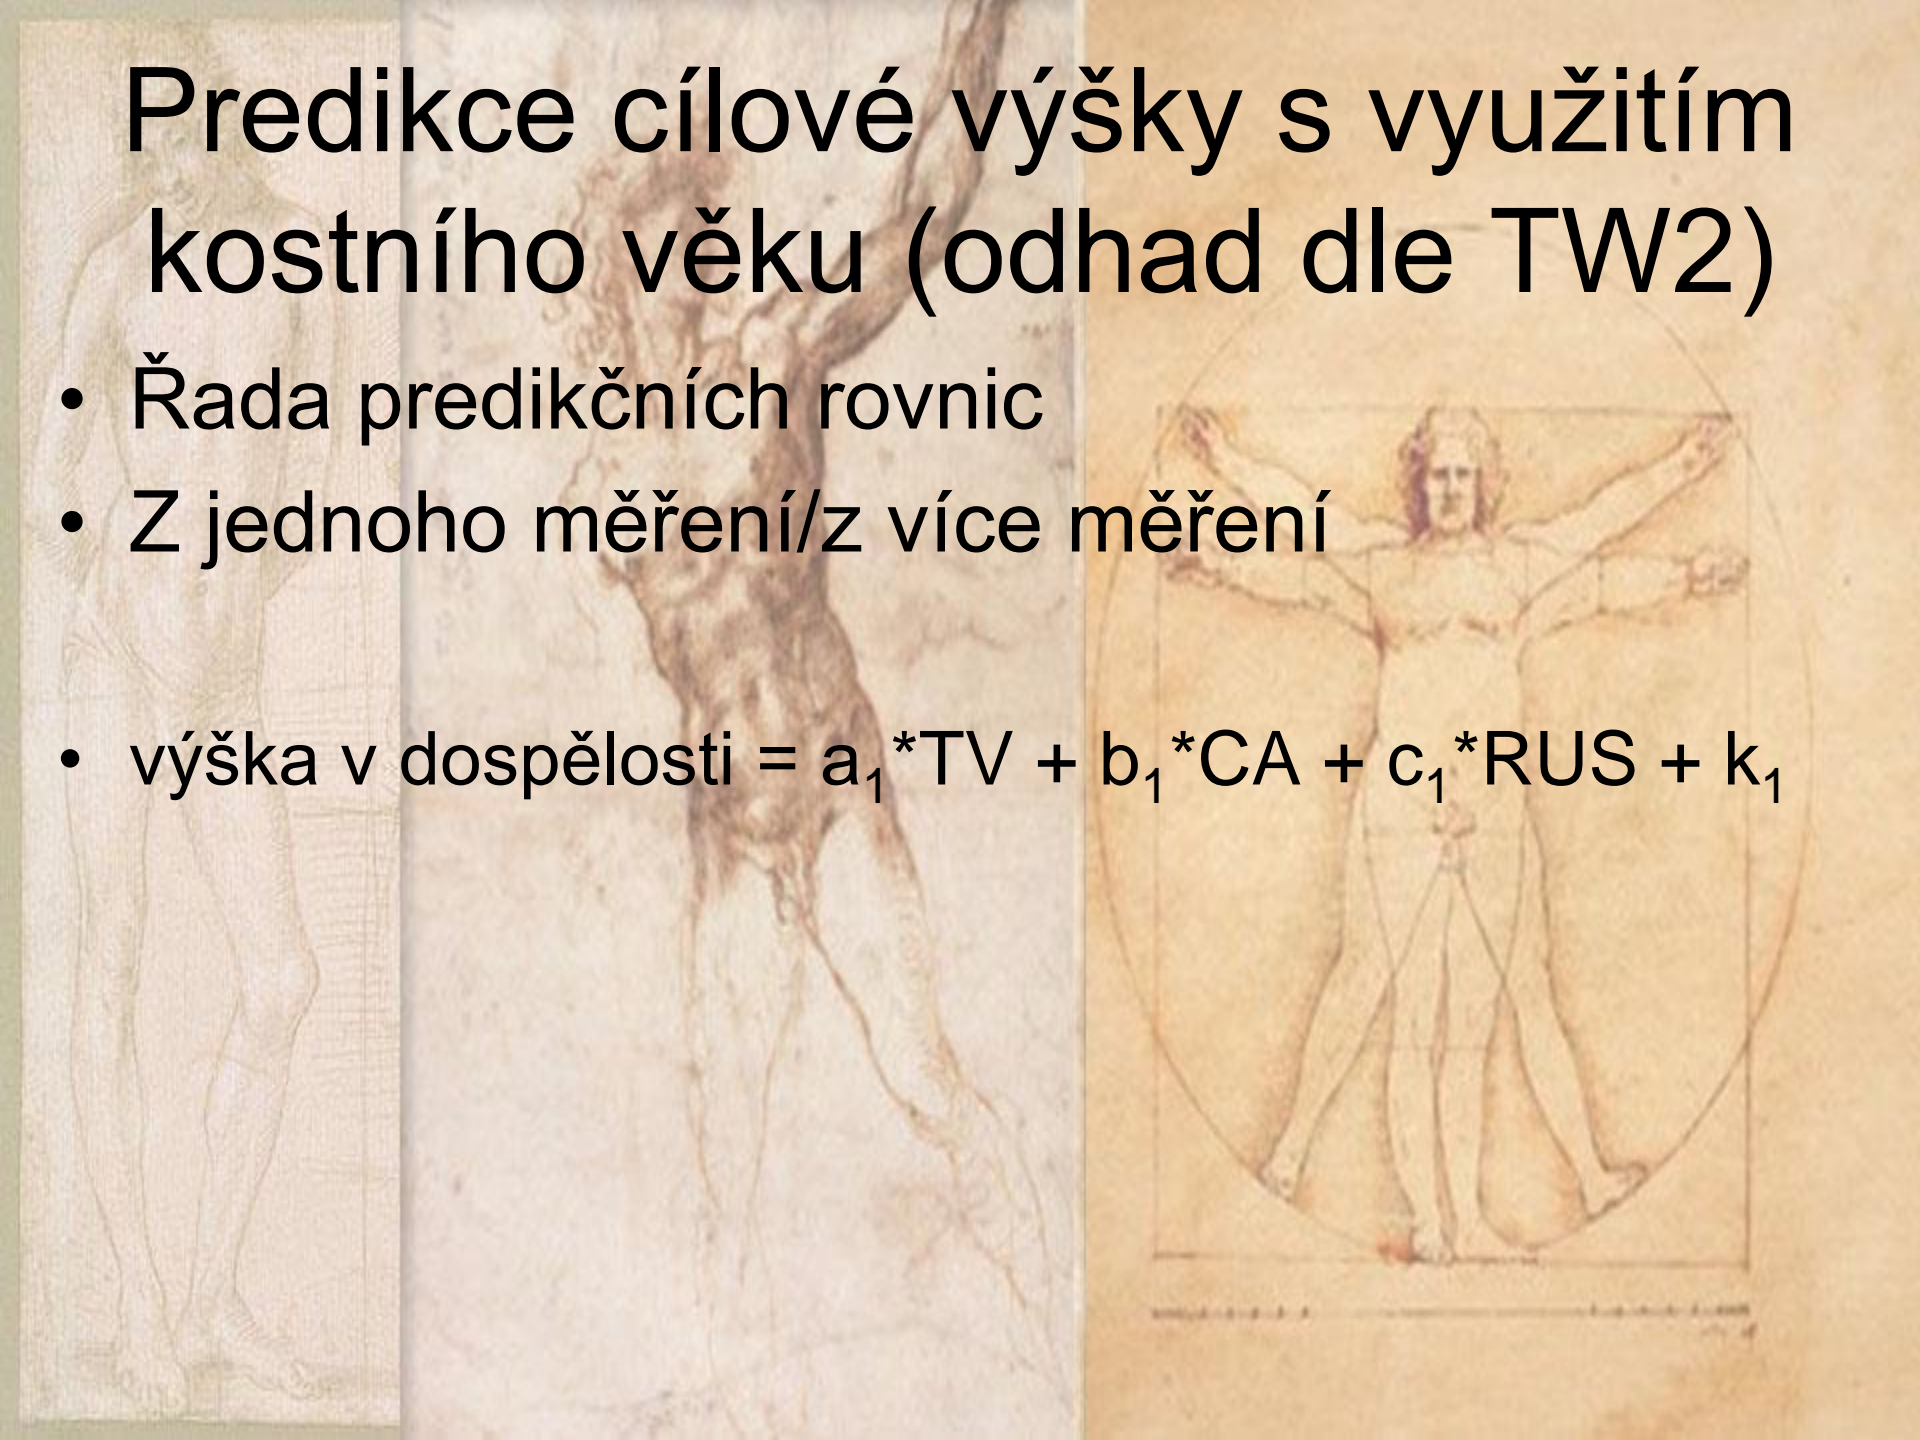 Predikce cílové výšky s využitím
kostního věku (odhad dle TW2)
• Řada predikčních rovnic
• Z jednoho měření/z více měření
• výška v dospělosti = a₁*TV + b₁*CA + c₁*RUS + k₁